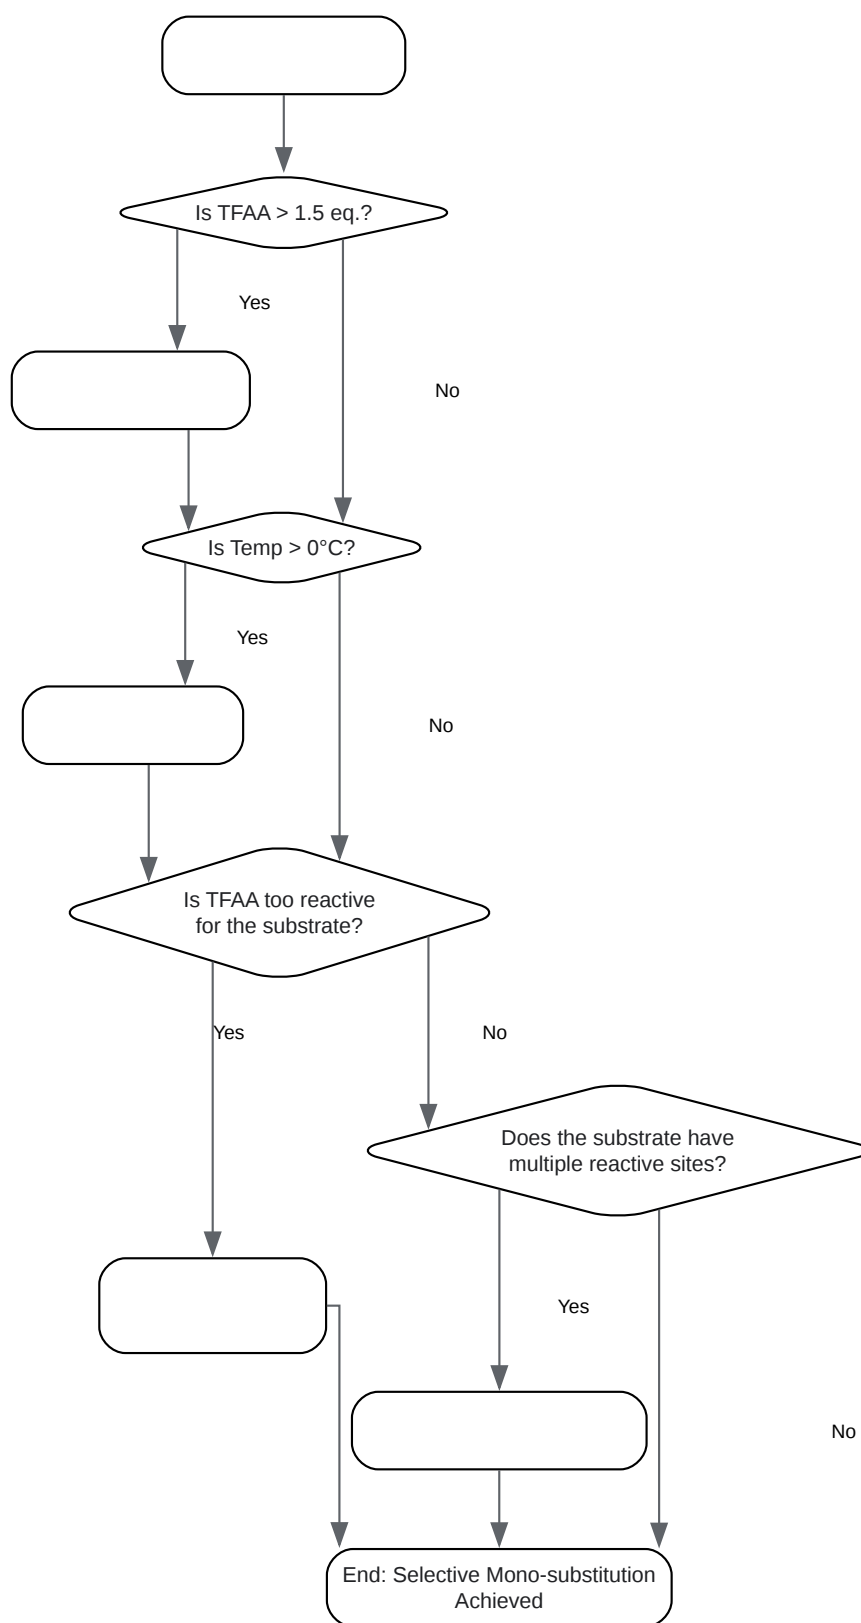 Is TFAA > 1.5 eq.?
Yes
No
Is Temp > 0°C?
Yes
No
Is TFAA too reactive
for the substrate?
Yes
No
Does the substrate have
multiple reactive sites?
Yes
No
End: Selective Mono-substitution
Achieved